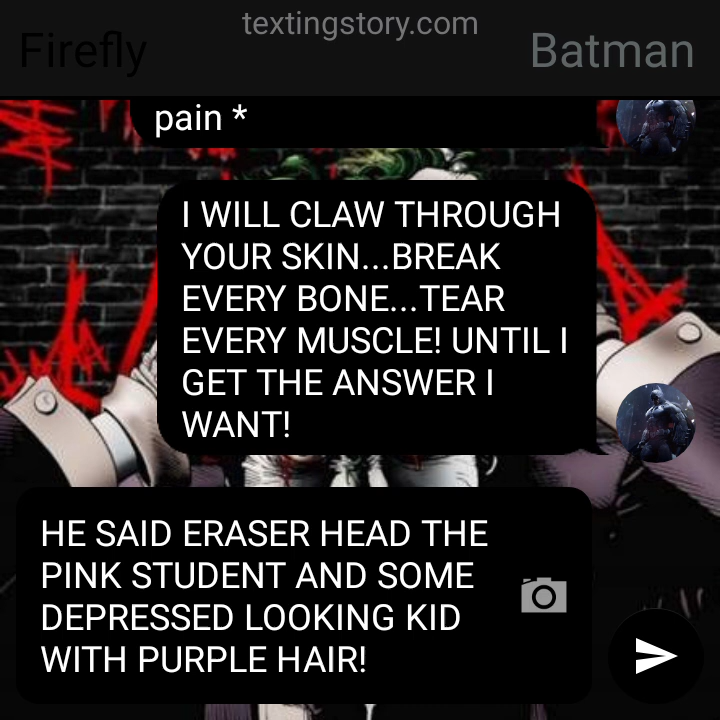 textingstory.com
Firefly
Batman
pain *
I WILL CLAW THROUGH
YOUR SKIN...BREAK
EVERY BONE...TEAR
EVERY MUSCLE! UNTIL I
GET THE ANSWER I
WANT!
HE SAID ERASER HEAD THE
PINK STUDENT AND SOME
DEPRESSED LOOKING KID
WITH PURPLE HAIR!